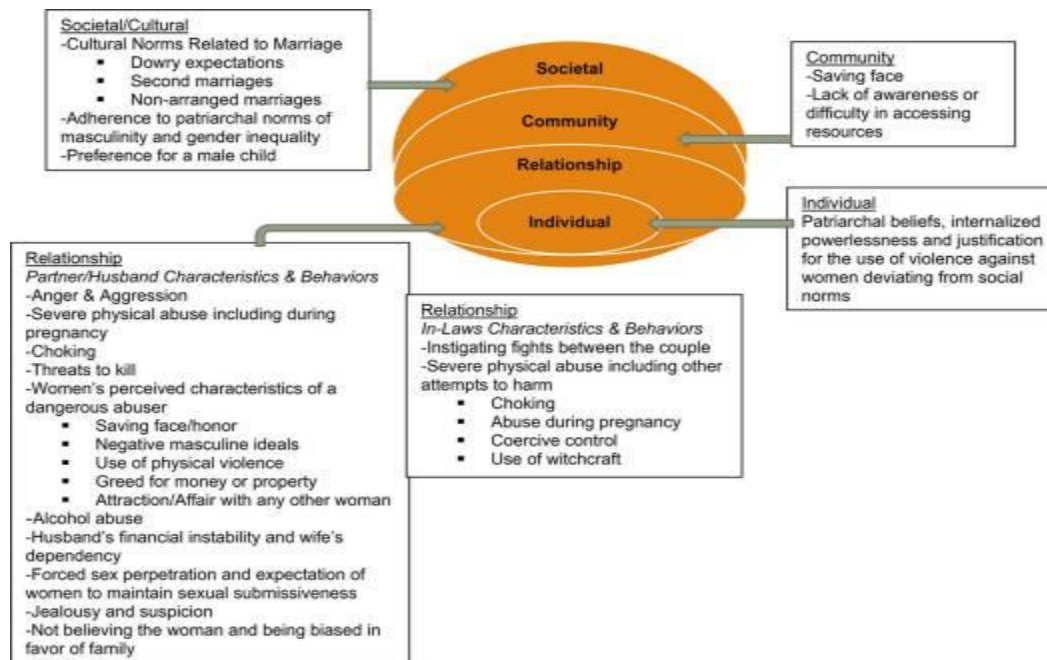 Societal/Cultural
-Cultural Norms Related to Marriage
▪ Dowry expectations
▪ Second marriages
▪ Non-arranged marriages
-Adherence to patriarchal norms of
masculinity and gender inequality
-Preference for a male child
Societal
Community
Relationship
Individual
Community
-Saving face
-Lack of awareness or
difficulty in accessing
resources
Individual
Patriarchal beliefs, internalized
powerlessness and justification
for the use of violence against
women deviating from social
norms
Relationship
Partner/Husband Characteristics & Behaviors
-Anger & Aggression
-Severe physical abuse including during
pregnancy
-Choking
-Threats to kill
-Women's perceived characteristics of a
dangerous abuser
▪ Saving face/honor
▪ Negative masculine ideals
▪ Use of physical violence
▪ Greed for money or property
▪ Attraction/Affair with any other woman
-Alcohol abuse
-Husband's financial instability and wife's
dependency
-Forced sex perpetration and expectation of
women to maintain sexual submissiveness
-Jealousy and suspicion
-Not believing the woman and being biased in
favor of family
Relationship
In-Laws Characteristics & Behaviors
-Instigating fights between the couple
-Severe physical abuse including other
attempts to harm
▪ Choking
▪ Abuse during pregnancy
▪ Coercive control
▪ Use of witchcraft